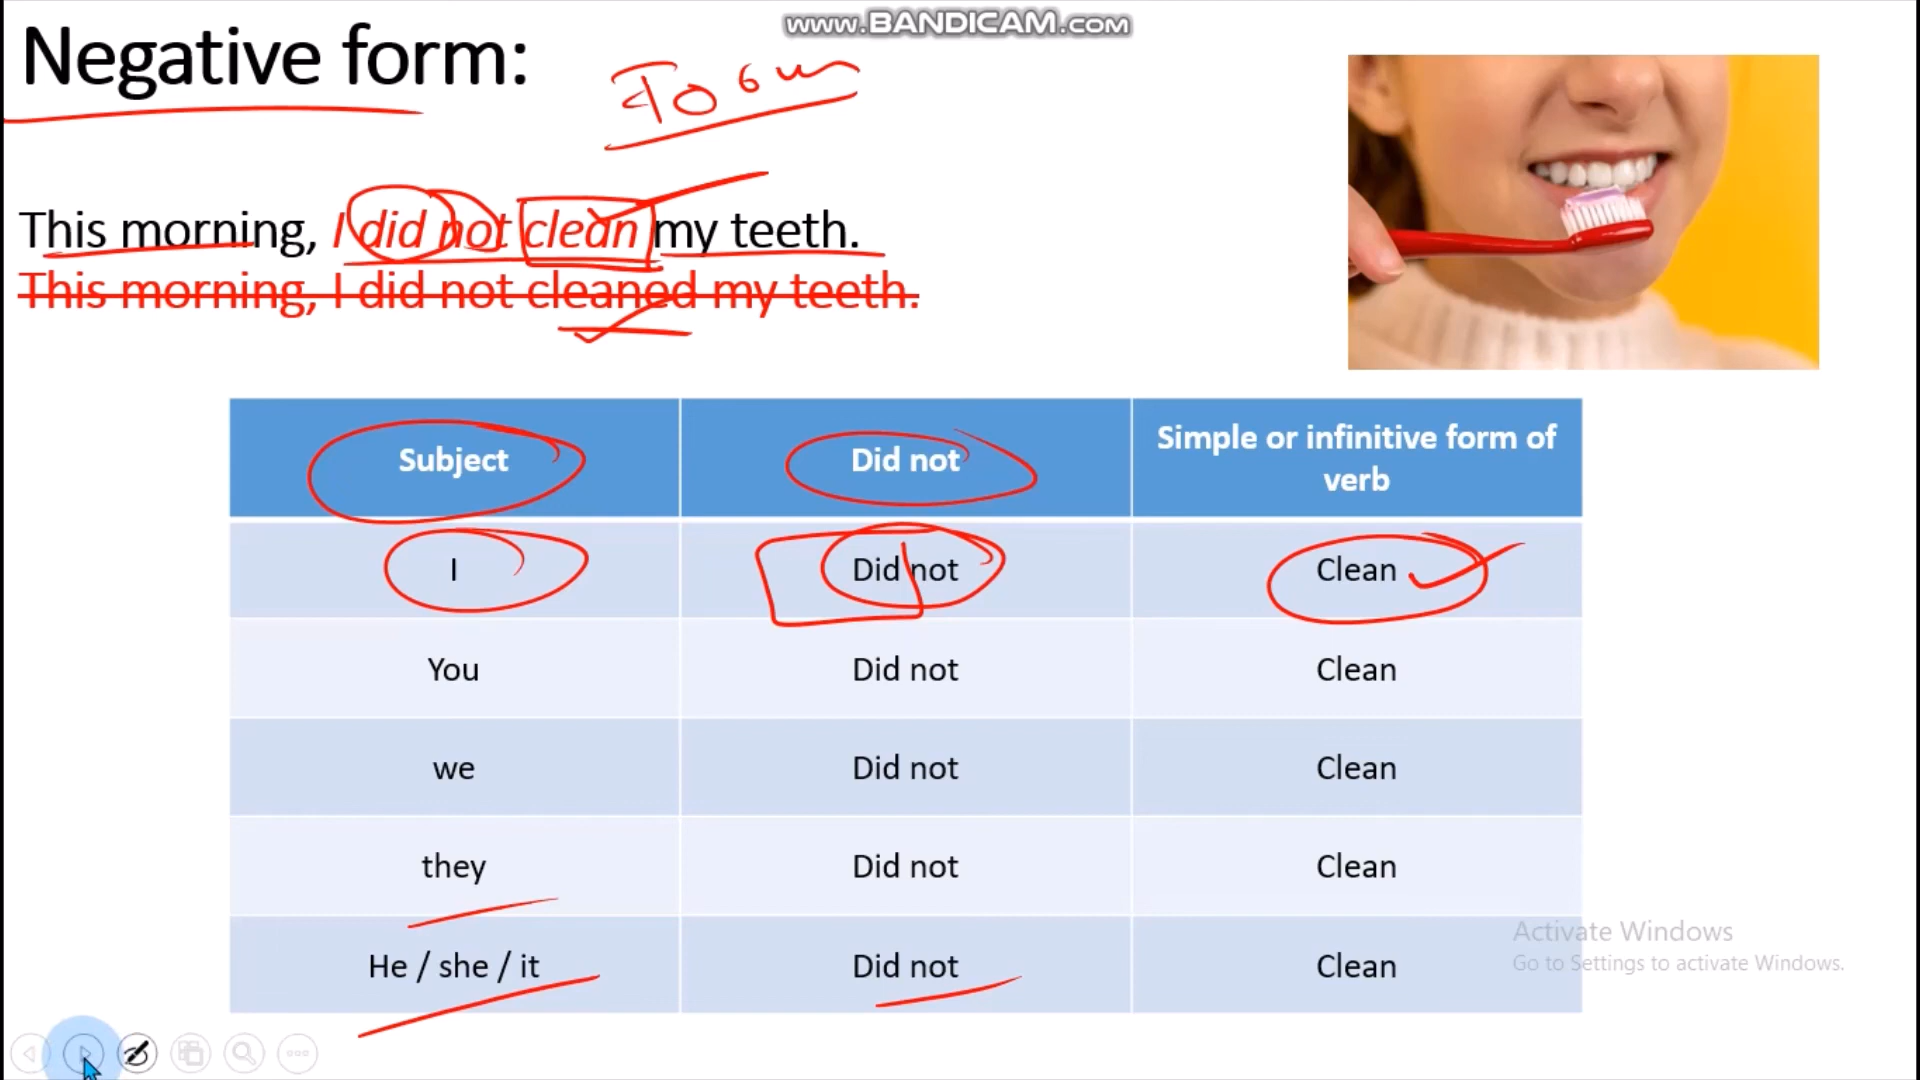 www.BANDICAM.com
Negative form:
Form
This morning, I did not clean my teeth.
This morning, I did not cleaned my teeth.
Subject Did not Simple or infinitive form of verb
I Did not Clean
You Did not Clean
we Did not Clean
they Did not Clean
He / she / it Did not Clean
Activate Windows
Go to Settings to activate Windows.